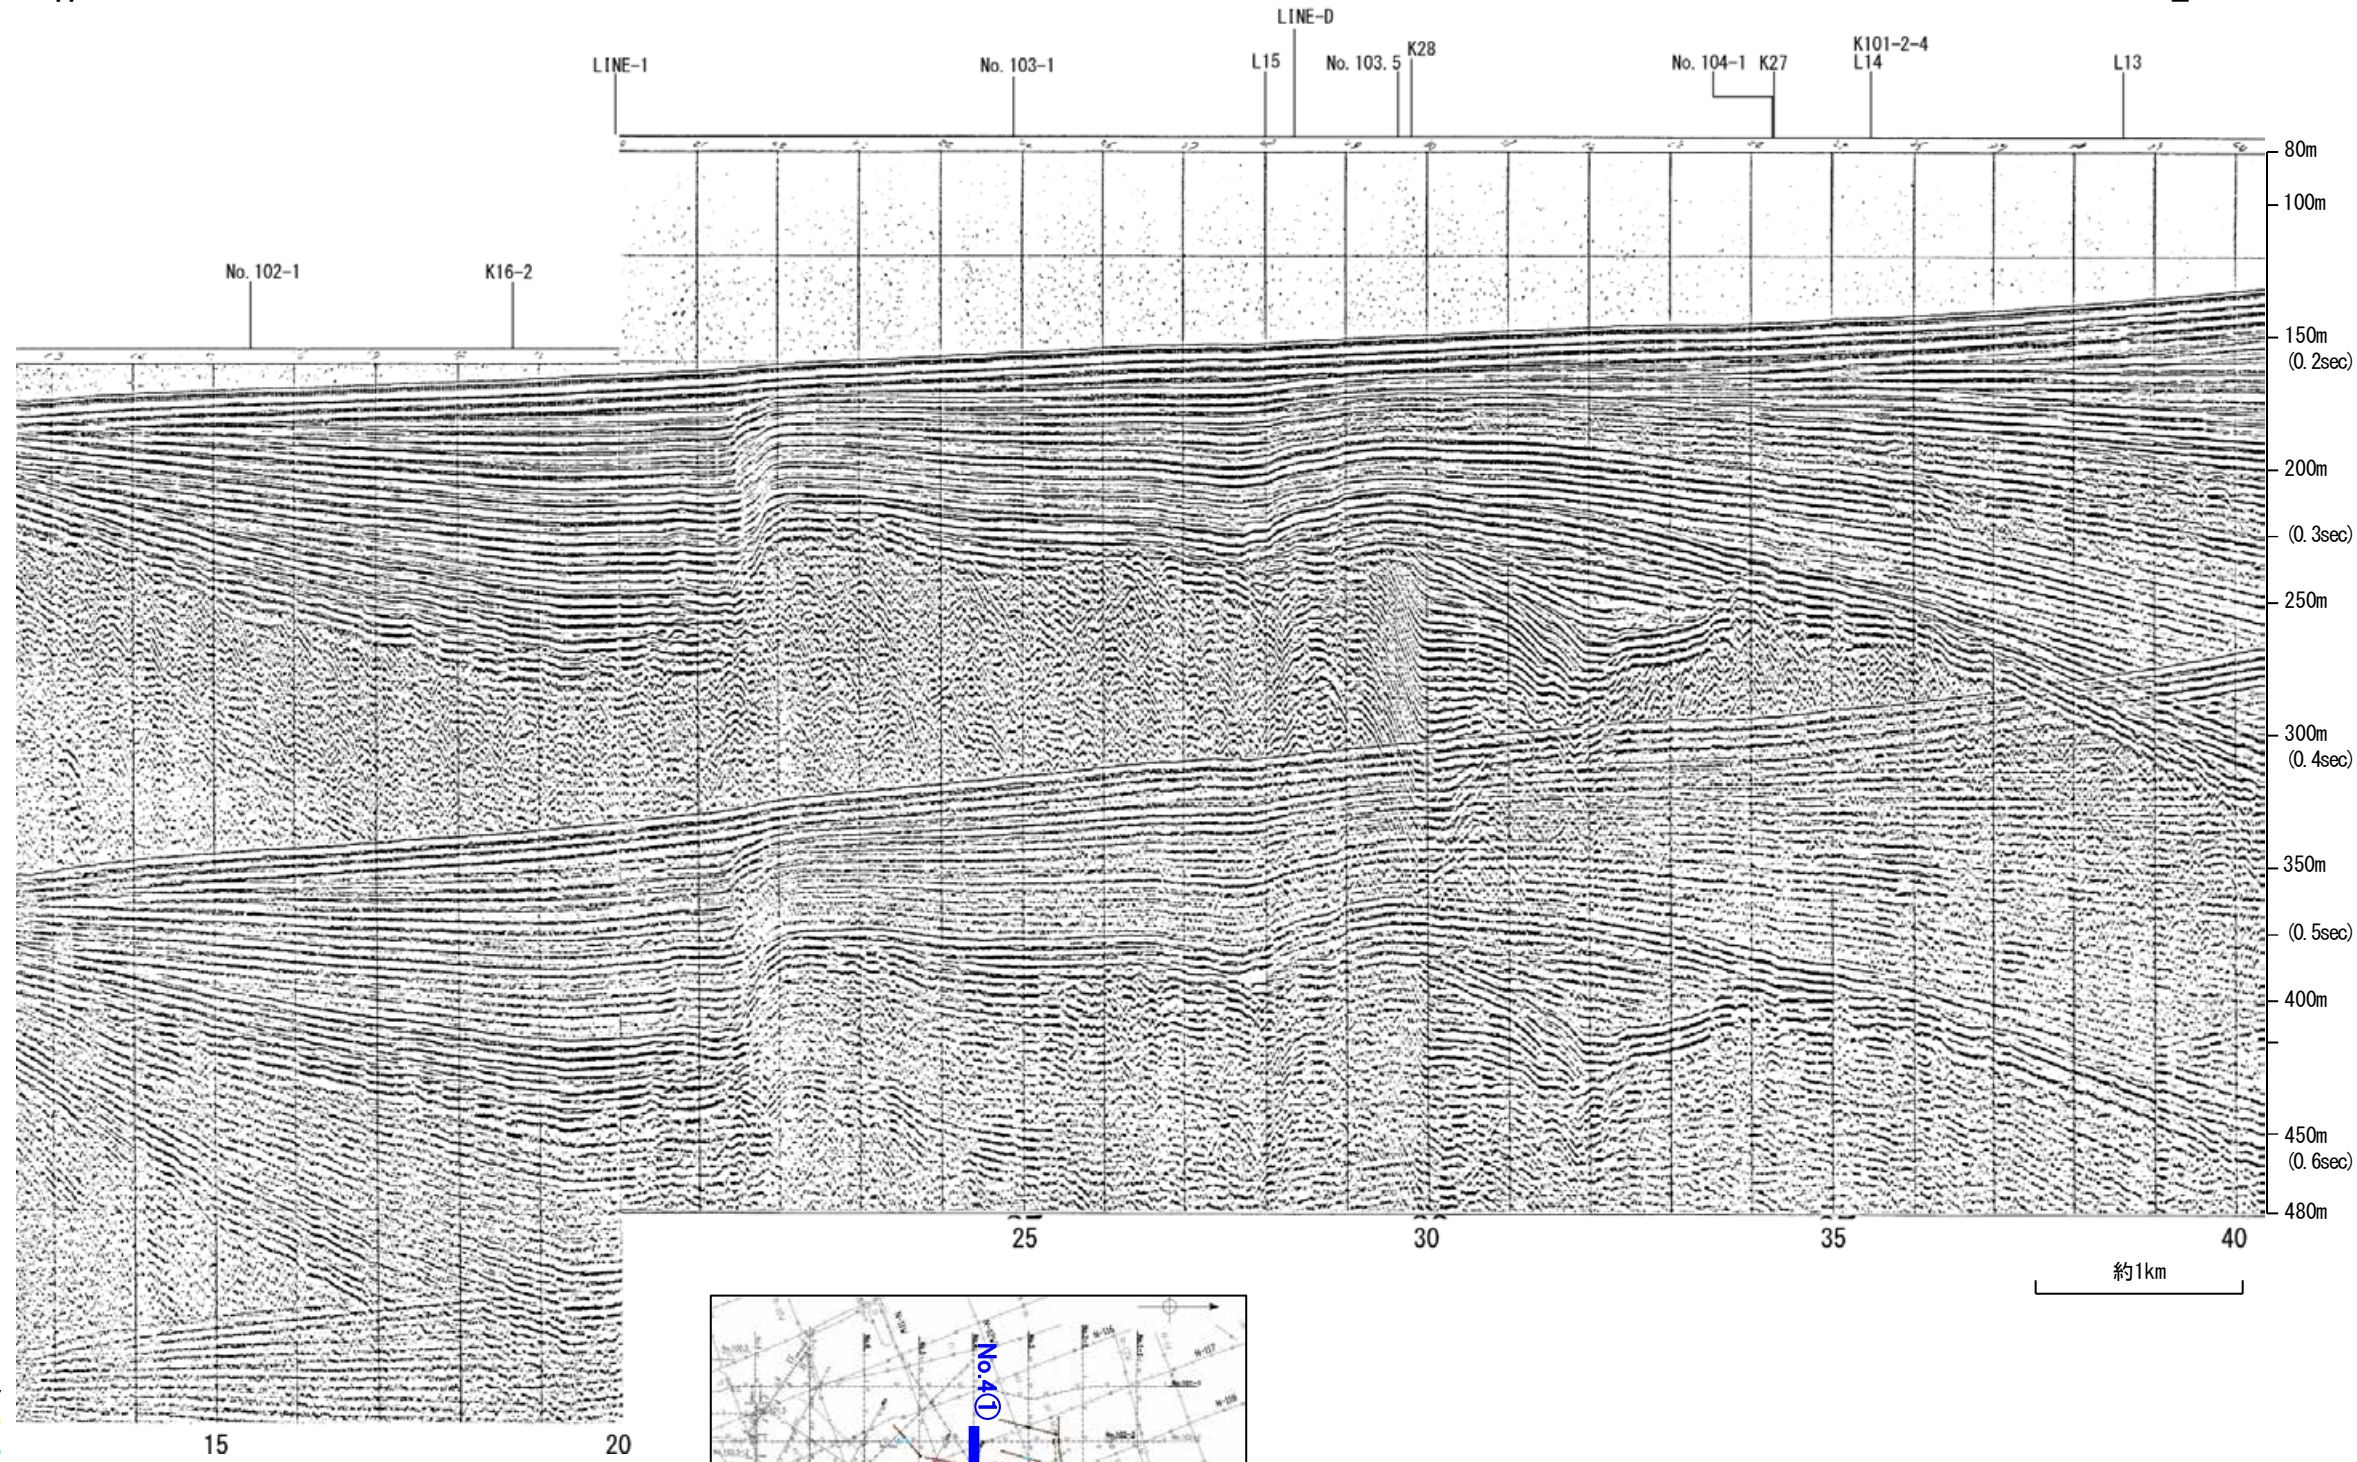 LINE-D
LINE-1
No. 103-1
L15
No. 103. 5
K28
No. 104-1
K27
K101-2-4
L14
L13
No. 102-1
K16-2
80m
100m
150m
(0. 2sec)
200m
(0. 3sec)
250m
300m
(0. 4sec)
350m
(0. 5sec)
400m
450m
(0. 6sec)
480m
25
30
35
40
約1km
15
20
No.4①
N-116
N-117